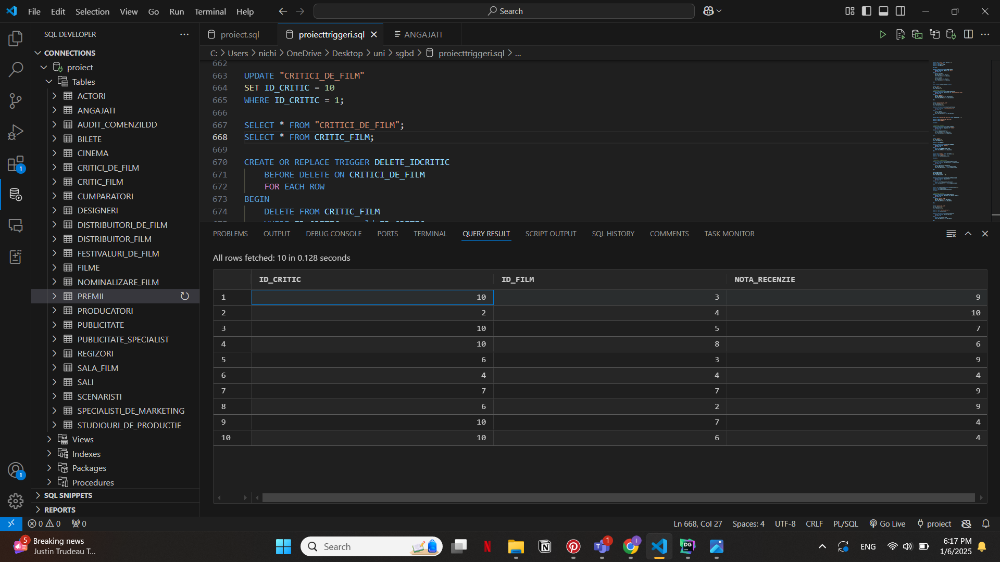 File Edit Selection View Go Run Terminal Help
Search
SQL DEVELOPER
proiect.sql
proiecttriggeri.sql
ANGAJATI
C: > Users > nichi > OneDrive > Desktop > uni > sgbd > proiecttriggeri.sql > ...
CONNECTIONS
proiect
Tables
ACTORI
ANGAJATI
AUDIT_COMENZILDD
BILETE
CINEMA
CRITICI_DE_FILM
CRITIC_FILM
CUMPARATORI
DESIGNERI
DISTRIBUITORI_DE_FILM
DISTRIBUITOR_FILM
FESTIVALURI_DE_FILM
FILME
NOMINALIZARE_FILM
PREMII
PRODUCATORI
PUBLICITATE
PUBLICITATE_SPECIALIST
REGIZORI
SALA_FILM
SALI
SCENARISTI
SPECIALISTI_DE_MARKETING
STUDIOURI_DE_PRODUCTIE
Views
Indexes
Packages
Procedures
SQL SNIPPETS
REPORTS
1
1
662
663 UPDATE "CRITICI_DE_FILM"
664 SET ID_CRITIC = 10
665 WHERE ID_CRITIC = 1;
666
667 SELECT * FROM "CRITICI_DE_FILM";
668 SELECT * FROM CRITIC_FILM;
669
670 CREATE OR REPLACE TRIGGER DELETE_IDCRITIC
671 BEFORE DELETE ON CRITICI_DE_FILM
672 FOR EACH ROW
673 BEGIN
674 DELETE FROM CRITIC_FILM
PROBLEMS OUTPUT DEBUG CONSOLE PORTS TERMINAL QUERY RESULT SCRIPT OUTPUT SQL HISTORY COMMENTS TASK MONITOR
All rows fetched: 10 in 0.128 seconds
ID_CRITIC ID_FILM NOTA_RECENZIE
1 10 3 9
2 2 4 10
3 10 5 7
4 10 8 6
5 6 3 9
6 4 4 4
7 7 7 9
8 6 2 9
9 10 7 4
10 10 6 4
0 0 0
Ln 668, Col 27 Spaces: 4 UTF-8 CRLF PL/SQL Go Live proiect
5
Breaking news
Justin Trudeau T...
Search
N
1
DG
ENG
6:17 PM
1/6/2025